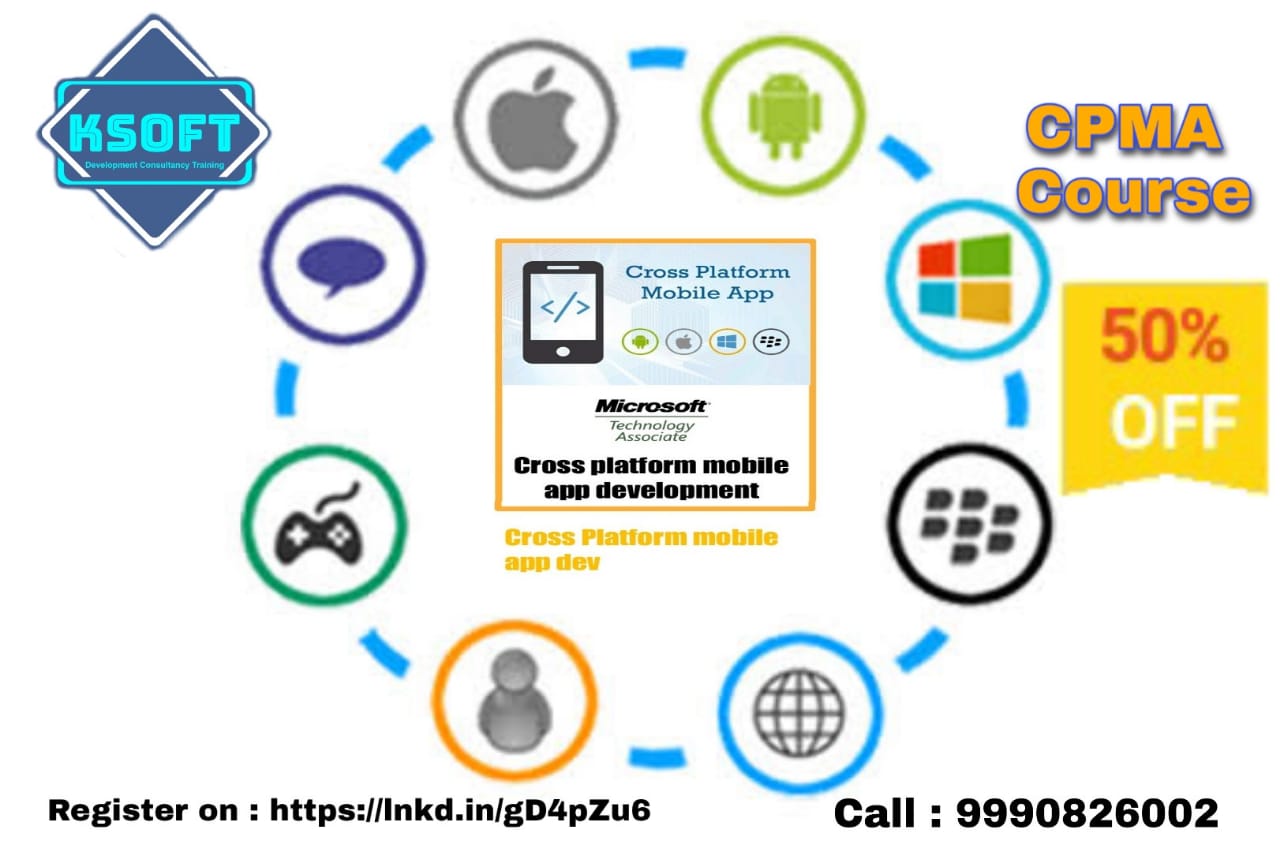 KSOFT
Development Consultancy Training
CPMA
Course
50%
OFF
Cross Platform
Mobile App
</>
Microsoft
Technology
Associate
Cross platform mobile
app development
Cross Platform mobile
app dev
Register on : https://lnkd.in/gD4pZu6
Call : 9990826002